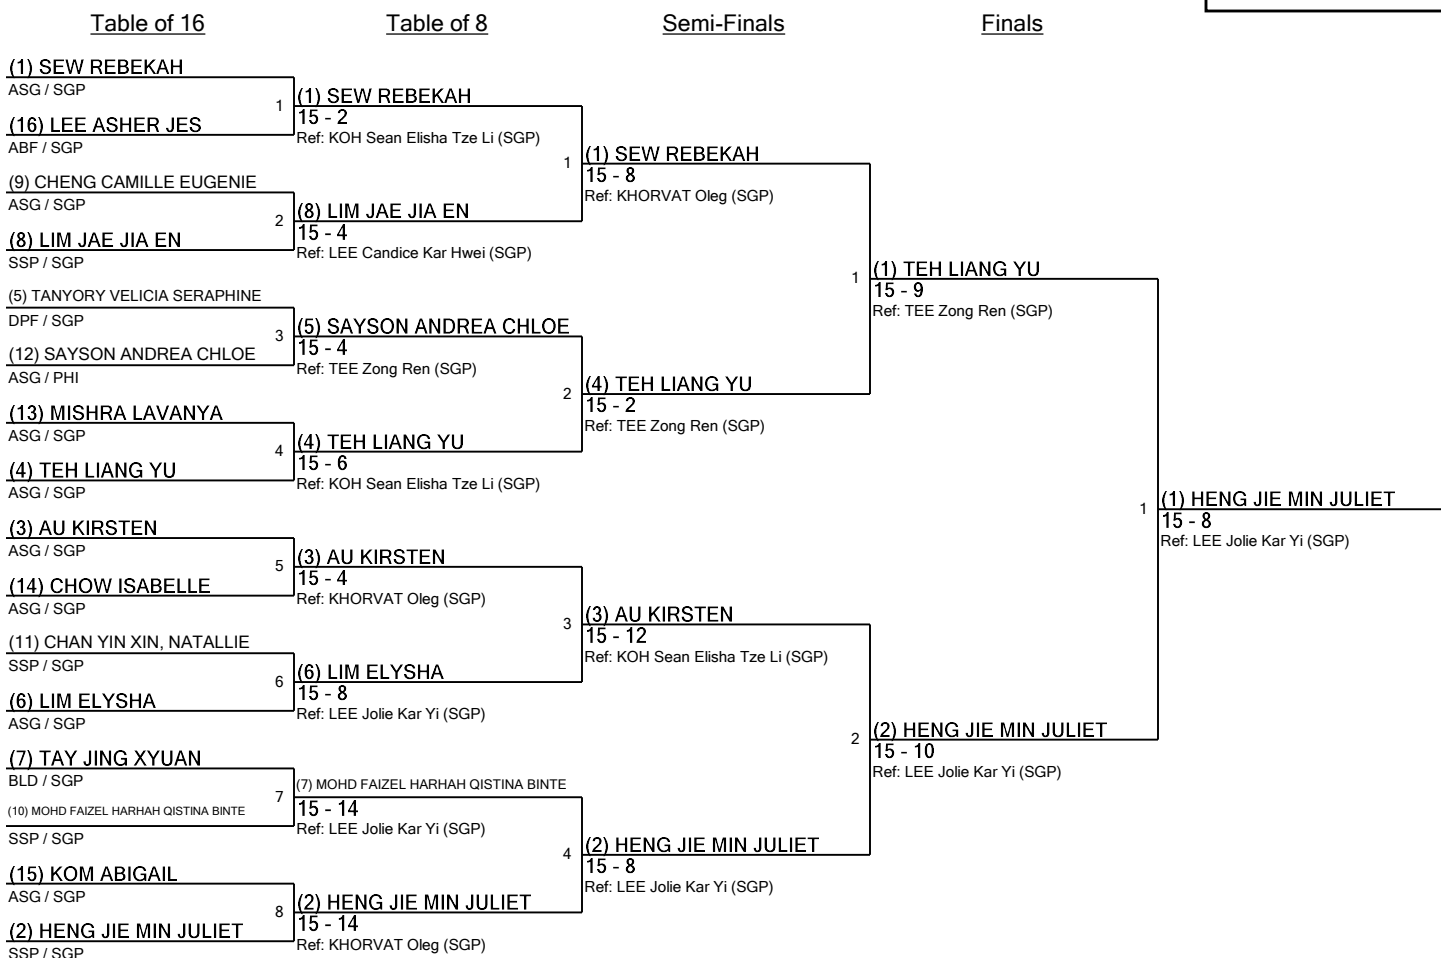 Table of 16
Table of 8
Semi-Finals
Finals
(1) SEW REBEKAH
ASG / SGP
(16) LEE ASHER JES
ABF / SGP
(9) CHENG CAMILLE EUGENIE
ASG / SGP
(8) LIM JAE JIA EN
SSP / SGP
(5) TANYORY VELICIA SERAPHINE
DPF / SGP
(12) SAYSON ANDREA CHLOE
ASG / PHI
(13) MISHRA LAVANYA
ASG / SGP
(4) TEH LIANG YU
ASG / SGP
(3) AU KIRSTEN
ASG / SGP
(14) CHOW ISABELLE
ASG / SGP
(11) CHAN YIN XIN, NATALLIE
SSP / SGP
(6) LIM ELYSHA
ASG / SGP
(7) TAY JING XYUAN
BLD / SGP
(10) MOHD FAIZEL HARHAH QISTINA BINTE
SSP / SGP
(15) KOM ABIGAIL
ASG / SGP
(2) HENG JIE MIN JULIET
SSP / SGP
1
(1) SEW REBEKAH
15 - 2
Ref: KOH Sean Elisha Tze Li (SGP)
2
(8) LIM JAE JIA EN
15 - 4
Ref: LEE Candice Kar Hwei (SGP)
3
(5) SAYSON ANDREA CHLOE
15 - 4
Ref: TEE Zong Ren (SGP)
4
(4) TEH LIANG YU
15 - 6
Ref: KOH Sean Elisha Tze Li (SGP)
5
(3) AU KIRSTEN
15 - 4
Ref: KHORVAT Oleg (SGP)
6
(6) LIM ELYSHA
15 - 8
Ref: LEE Jolie Kar Yi (SGP)
7
(7) MOHD FAIZEL HARHAH QISTINA BINTE
15 - 14
Ref: LEE Jolie Kar Yi (SGP)
8
(2) HENG JIE MIN JULIET
15 - 14
Ref: KHORVAT Oleg (SGP)
1
(1) SEW REBEKAH
15 - 8
Ref: KHORVAT Oleg (SGP)
2
(4) TEH LIANG YU
15 - 2
Ref: TEE Zong Ren (SGP)
3
(3) AU KIRSTEN
15 - 12
Ref: KOH Sean Elisha Tze Li (SGP)
4
(2) HENG JIE MIN JULIET
15 - 8
Ref: LEE Jolie Kar Yi (SGP)
1
(1) TEH LIANG YU
15 - 9
Ref: TEE Zong Ren (SGP)
2
(2) HENG JIE MIN JULIET
15 - 10
Ref: LEE Jolie Kar Yi (SGP)
1
(1) HENG JIE MIN JULIET
15 - 8
Ref: LEE Jolie Kar Yi (SGP)